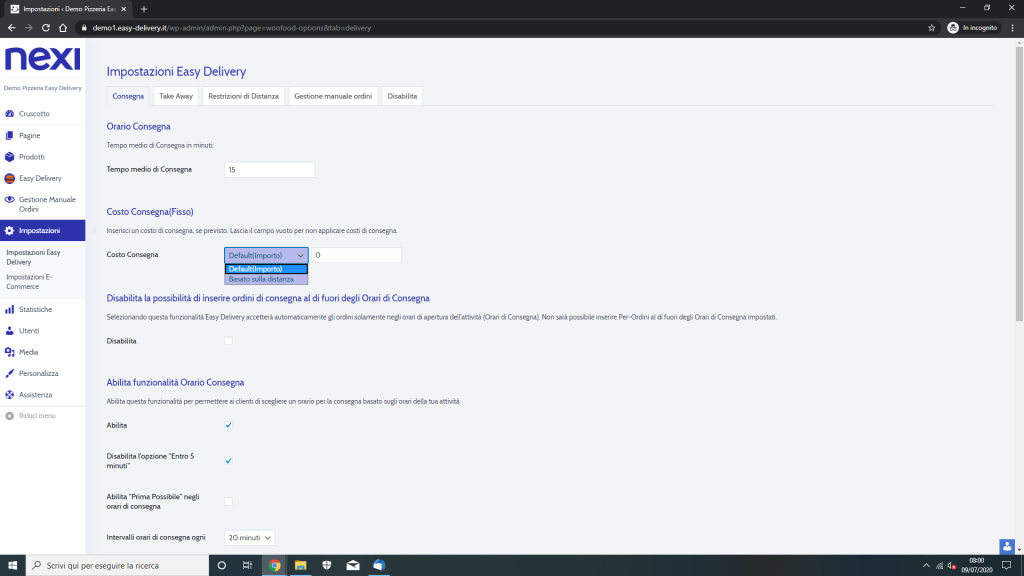 Impostazioni ‹ Demo Pizzeria Eas
demo1.easy-delivery.it/wp-admin/admin.php?page=woofood-options&tab=delivery
In incognito
nexi
Demo Pizzeria Easy Delivery
Cruscotto
Pagine
Prodotti
Easy Delivery
Gestione Manuale
Ordini
Impostazioni
Impostazioni Easy
Delivery
Impostazioni E-
Commerce
Statistiche
Utenti
Media
Personalizza
Assistenza
Riduci menu
Impostazioni Easy Delivery
Consegna
Take Away
Restrizioni di Distanza
Gestione manuale ordini
Disabilita
Orario Consegna
Tempo medio di Consegna in minuti:
Tempo medio di Consegna
15
Costo Consegna(Fisso)
Inserisci un costo di consegna, se previsto. Lascia il campo vuoto per non applicare costi di consegna.
Costo Consegna
Default(Importo)
0
Default(Importo)
Basato sulla distanza
Disabilita la possibilità di inserire ordini di consegna al di fuori degli Orari di Consegna
Selezionando questa funzionalità Easy Delivery accetterà automaticamente gli ordini solamente negli orari di apertura dell'attività (Orari di Consegna). Non sarà possibile inserire Per-Ordini al di fuori degli Orari di Consegna impostati.
Disabilita
Abilita funzionalità Orario Consegna
Abilita questa funzionalità per permettere ai clienti di scegliere un orario per la consegna basato sugli orari della tua attività
Abilita
Disabilita l'opzione "Entro 5
minuti"
Abilita "Prima Possibile" negli
orari di consegna
Intervalli orari di consegna ogni
20 minuti
Scrivi qui per eseguire la ricerca
08:00
09/07/2020